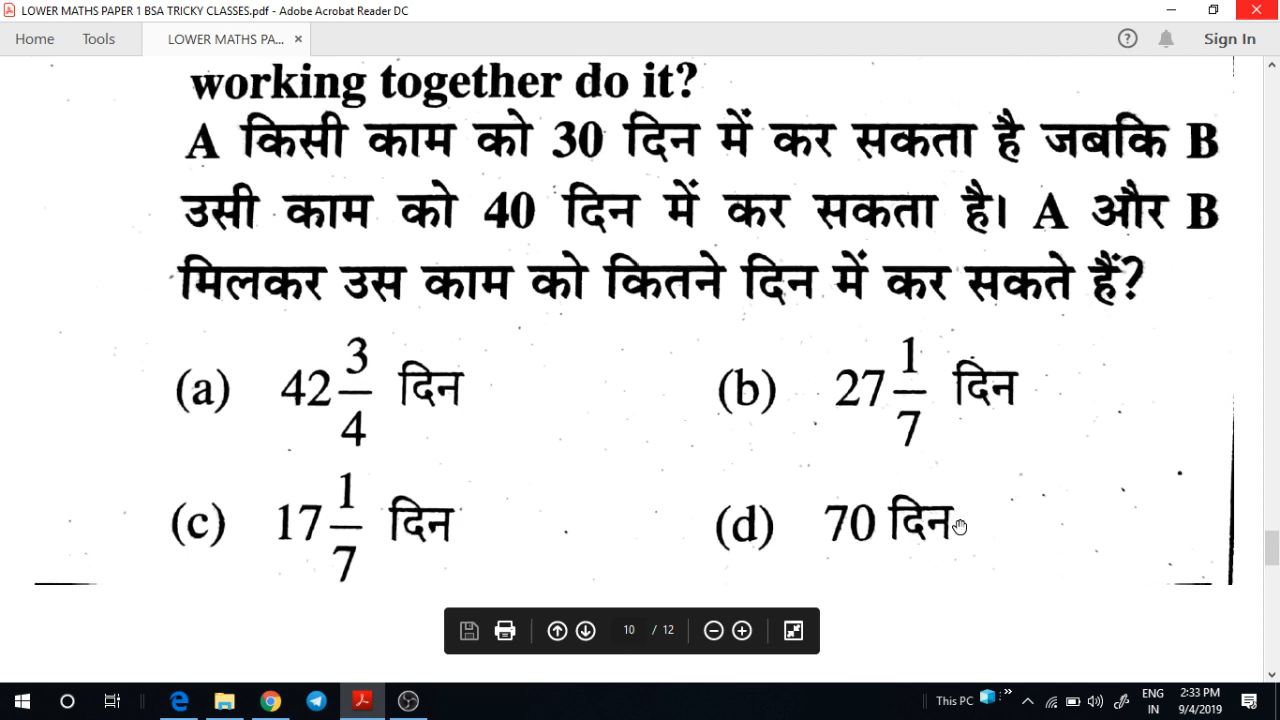 LOWER MATHS PAPER 1 BSA TRICKY CLASSES.pdf - Adobe Acrobat Reader DC
Home Tools LOWER MATHS PA... × Sign In
working together do it?
A किसी काम को 30 दिन में कर सकता है जबकि B
उसी काम को 40 दिन में कर सकता है। A और B
मिलकर उस काम को कितने दिन में कर सकते हैं?
(a) 42 3/4 दिन (b) 27 1/7 दिन
(c) 17 1/7 दिन (d) 70 दिन
10 / 12
This PC » ENG 2:33 PM
IN 9/4/2019